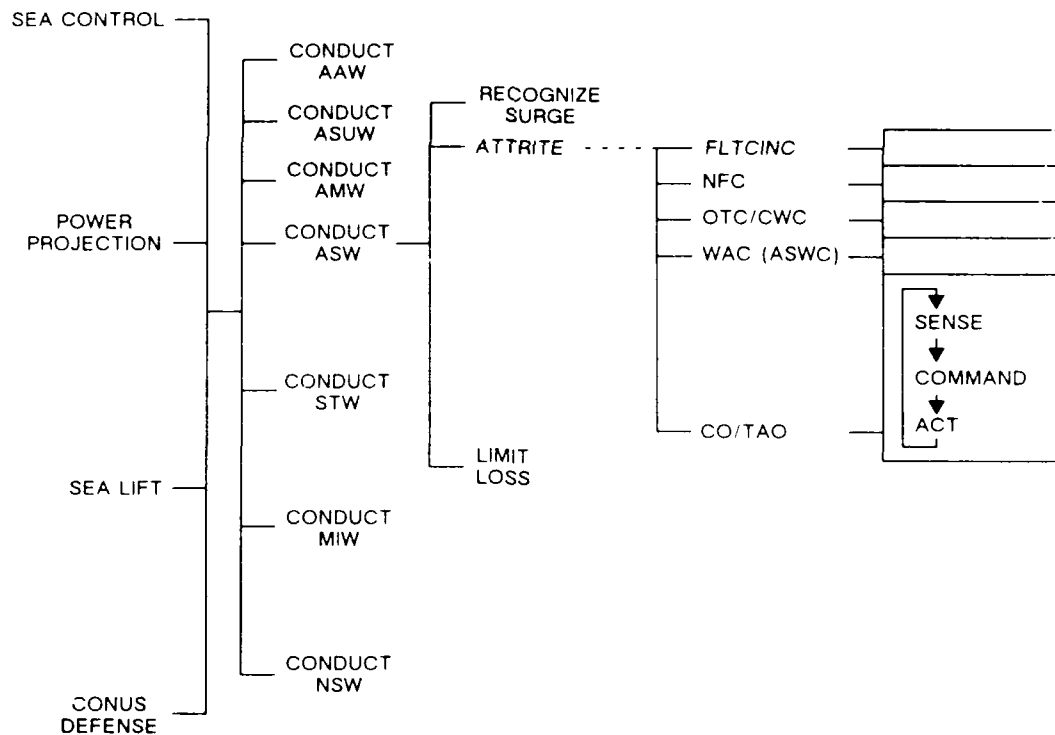 SEA CONTROL
POWER
PROJECTION
SEA LIFT
CONUS
DEFENSE
CONDUCT
AAW
CONDUCT
ASUW
CONDUCT
AMW
CONDUCT
ASW
CONDUCT
STW
CONDUCT
MIW
CONDUCT
NSW
RECOGNIZE
SURGE
ATTRITE
LIMIT
LOSS
FLTCINC
NFC
OTC/CWC
WAC (ASWC)
CO/TAO
SENSE
COMMAND
ACT